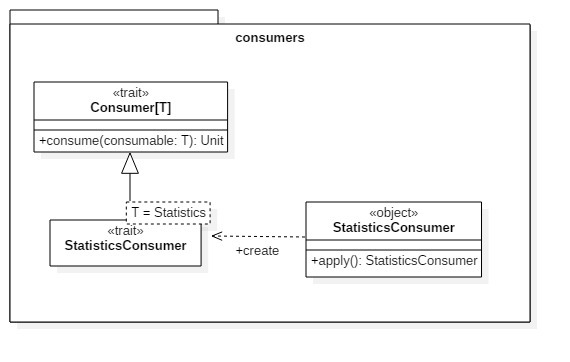 consumers
«trait»
Consumer[T]
+consume(consumable: T): Unit
T = Statistics
«trait»
StatisticsConsumer
+create
«object»
StatisticsConsumer
+apply(): StatisticsConsumer